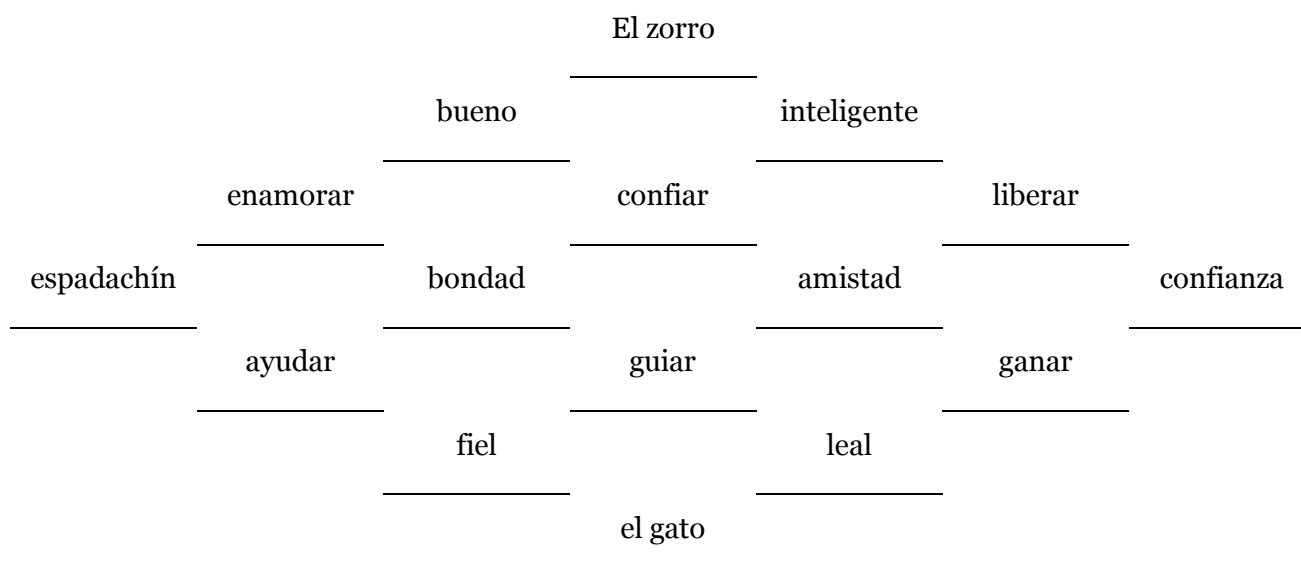 El zorro
bueno inteligente
enamorar confiar liberar
espadachín bondad amistad confianza
ayudar guiar ganar
fiel leal
el gato